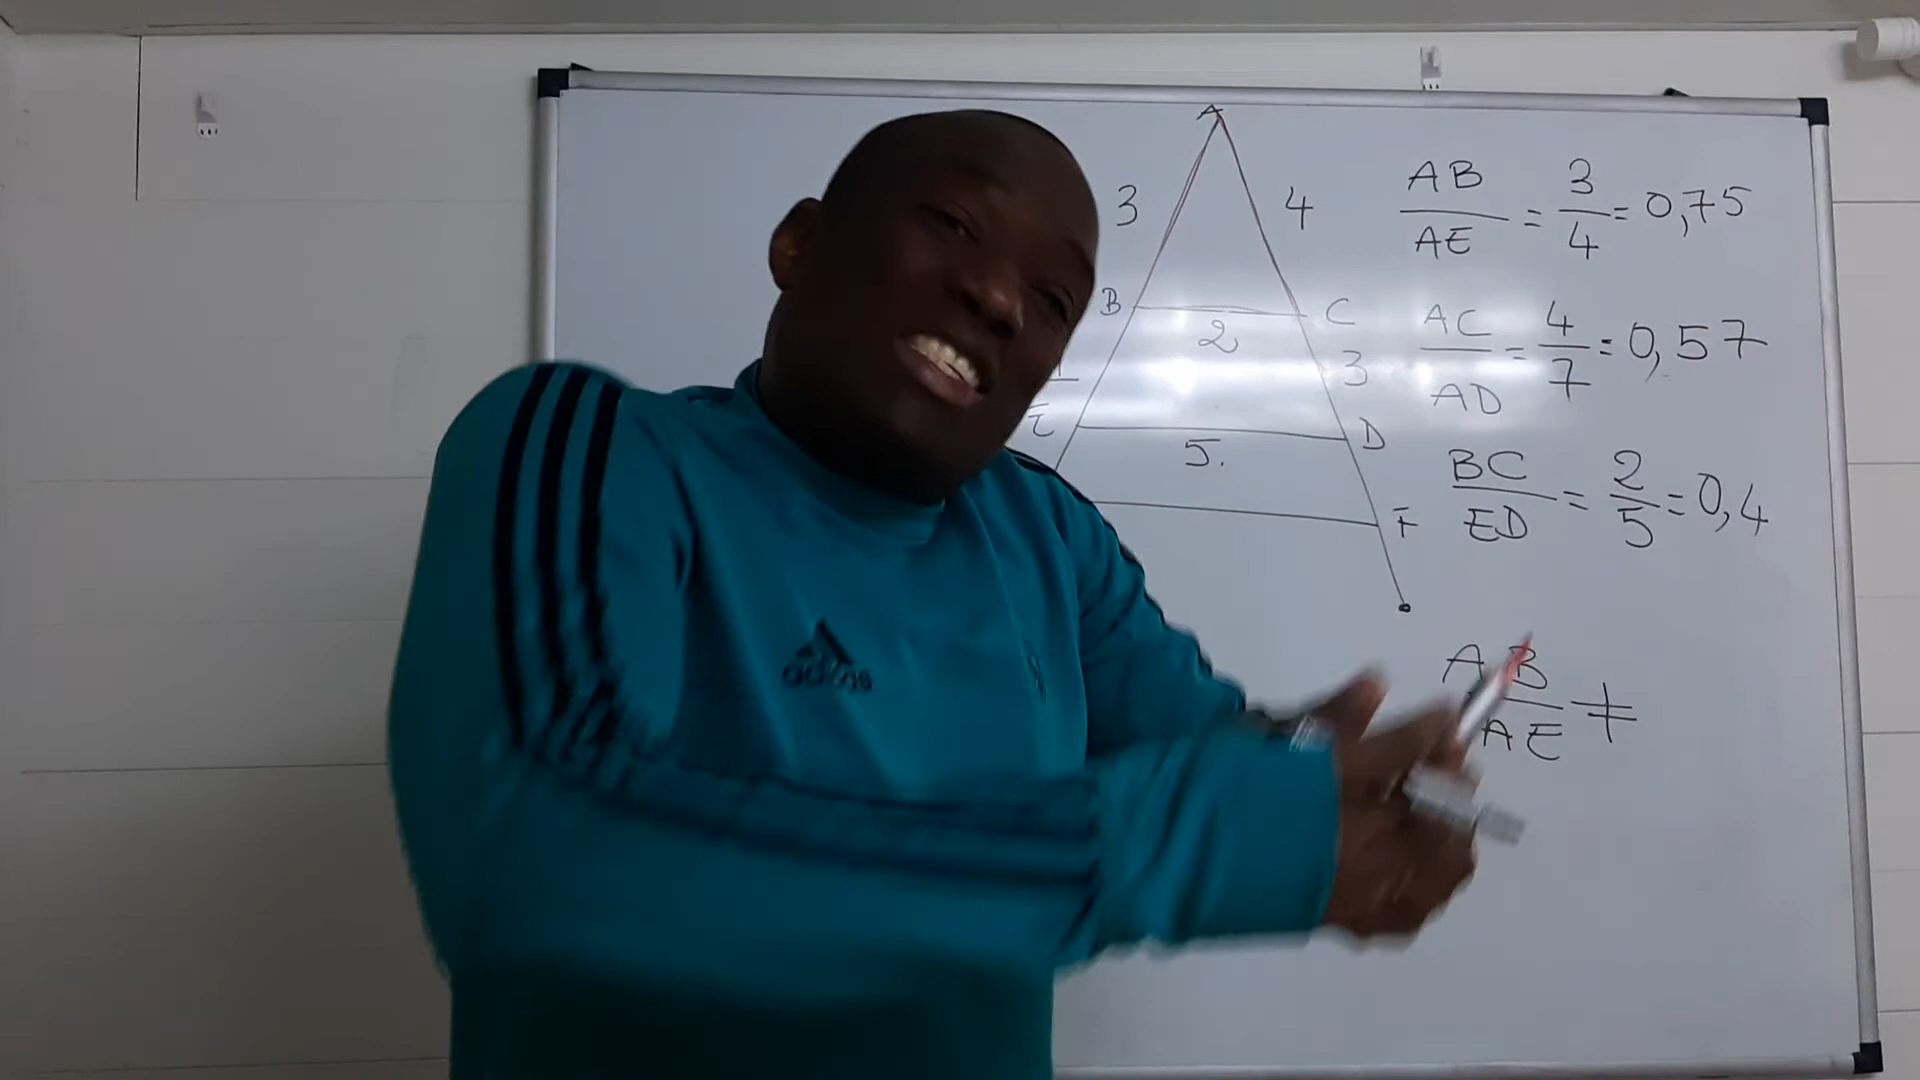 A
3
4
B
C
2
3
E
D
5.
F
AB/AE = 3/4 = 0,75
AC/AD = 4/7 = 0,57
BC/ED = 2/5 = 0,4
AB/AE ≠
adidas